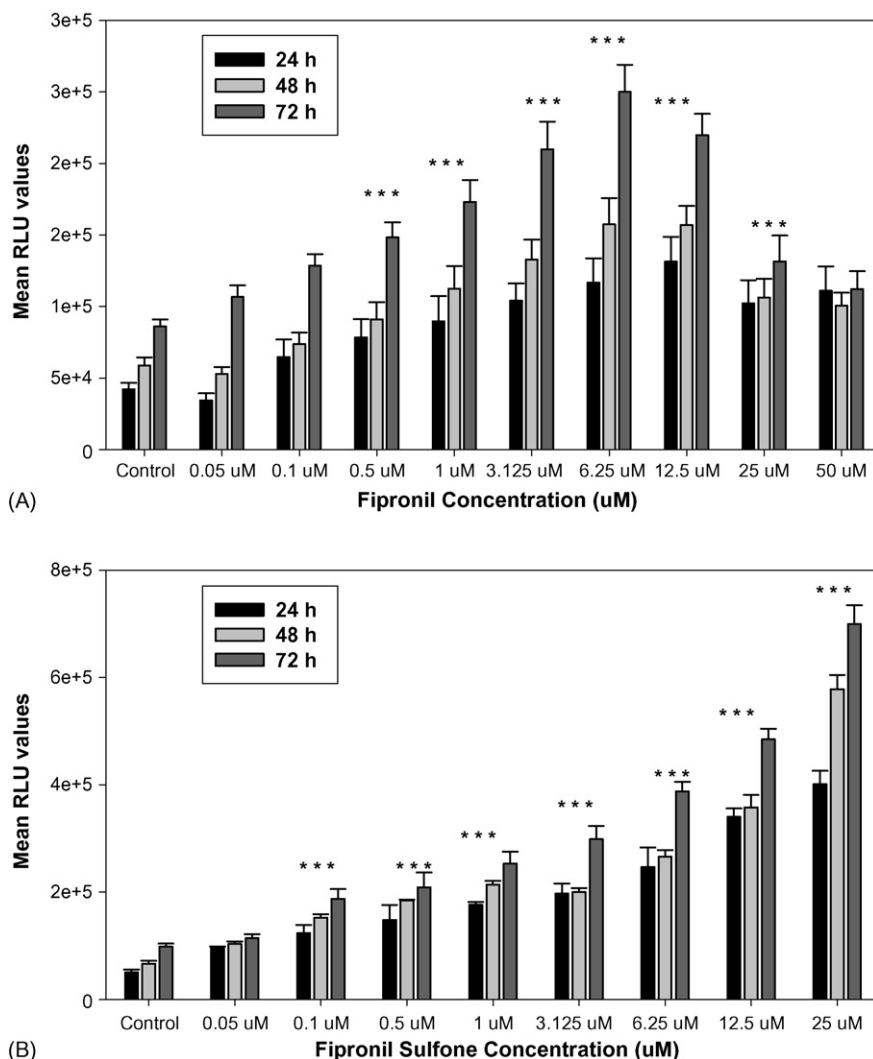 3e+5
3e+5
2e+5
2e+5
1e+5
5e+4
0
Mean RLU values
24 h
48 h
72 h
* * *
* * *
* * *
* * *
* * *
* * *
Control 0.05 uM 0.1 uM 0.5 uM 1 uM 3.125 uM 6.25 uM 12.5 uM 25 uM 50 uM
(A) Fipronil Concentration (uM)
8e+5
6e+5
4e+5
2e+5
0
Mean RLU values
24 h
48 h
72 h
* * *
* * *
* * *
* * *
* * *
* * *
* * *
Control 0.05 uM 0.1 uM 0.5 uM 1 uM 3.125 uM 6.25 uM 12.5 uM 25 uM
(B) Fipronil Sulfone Concentration (uM)